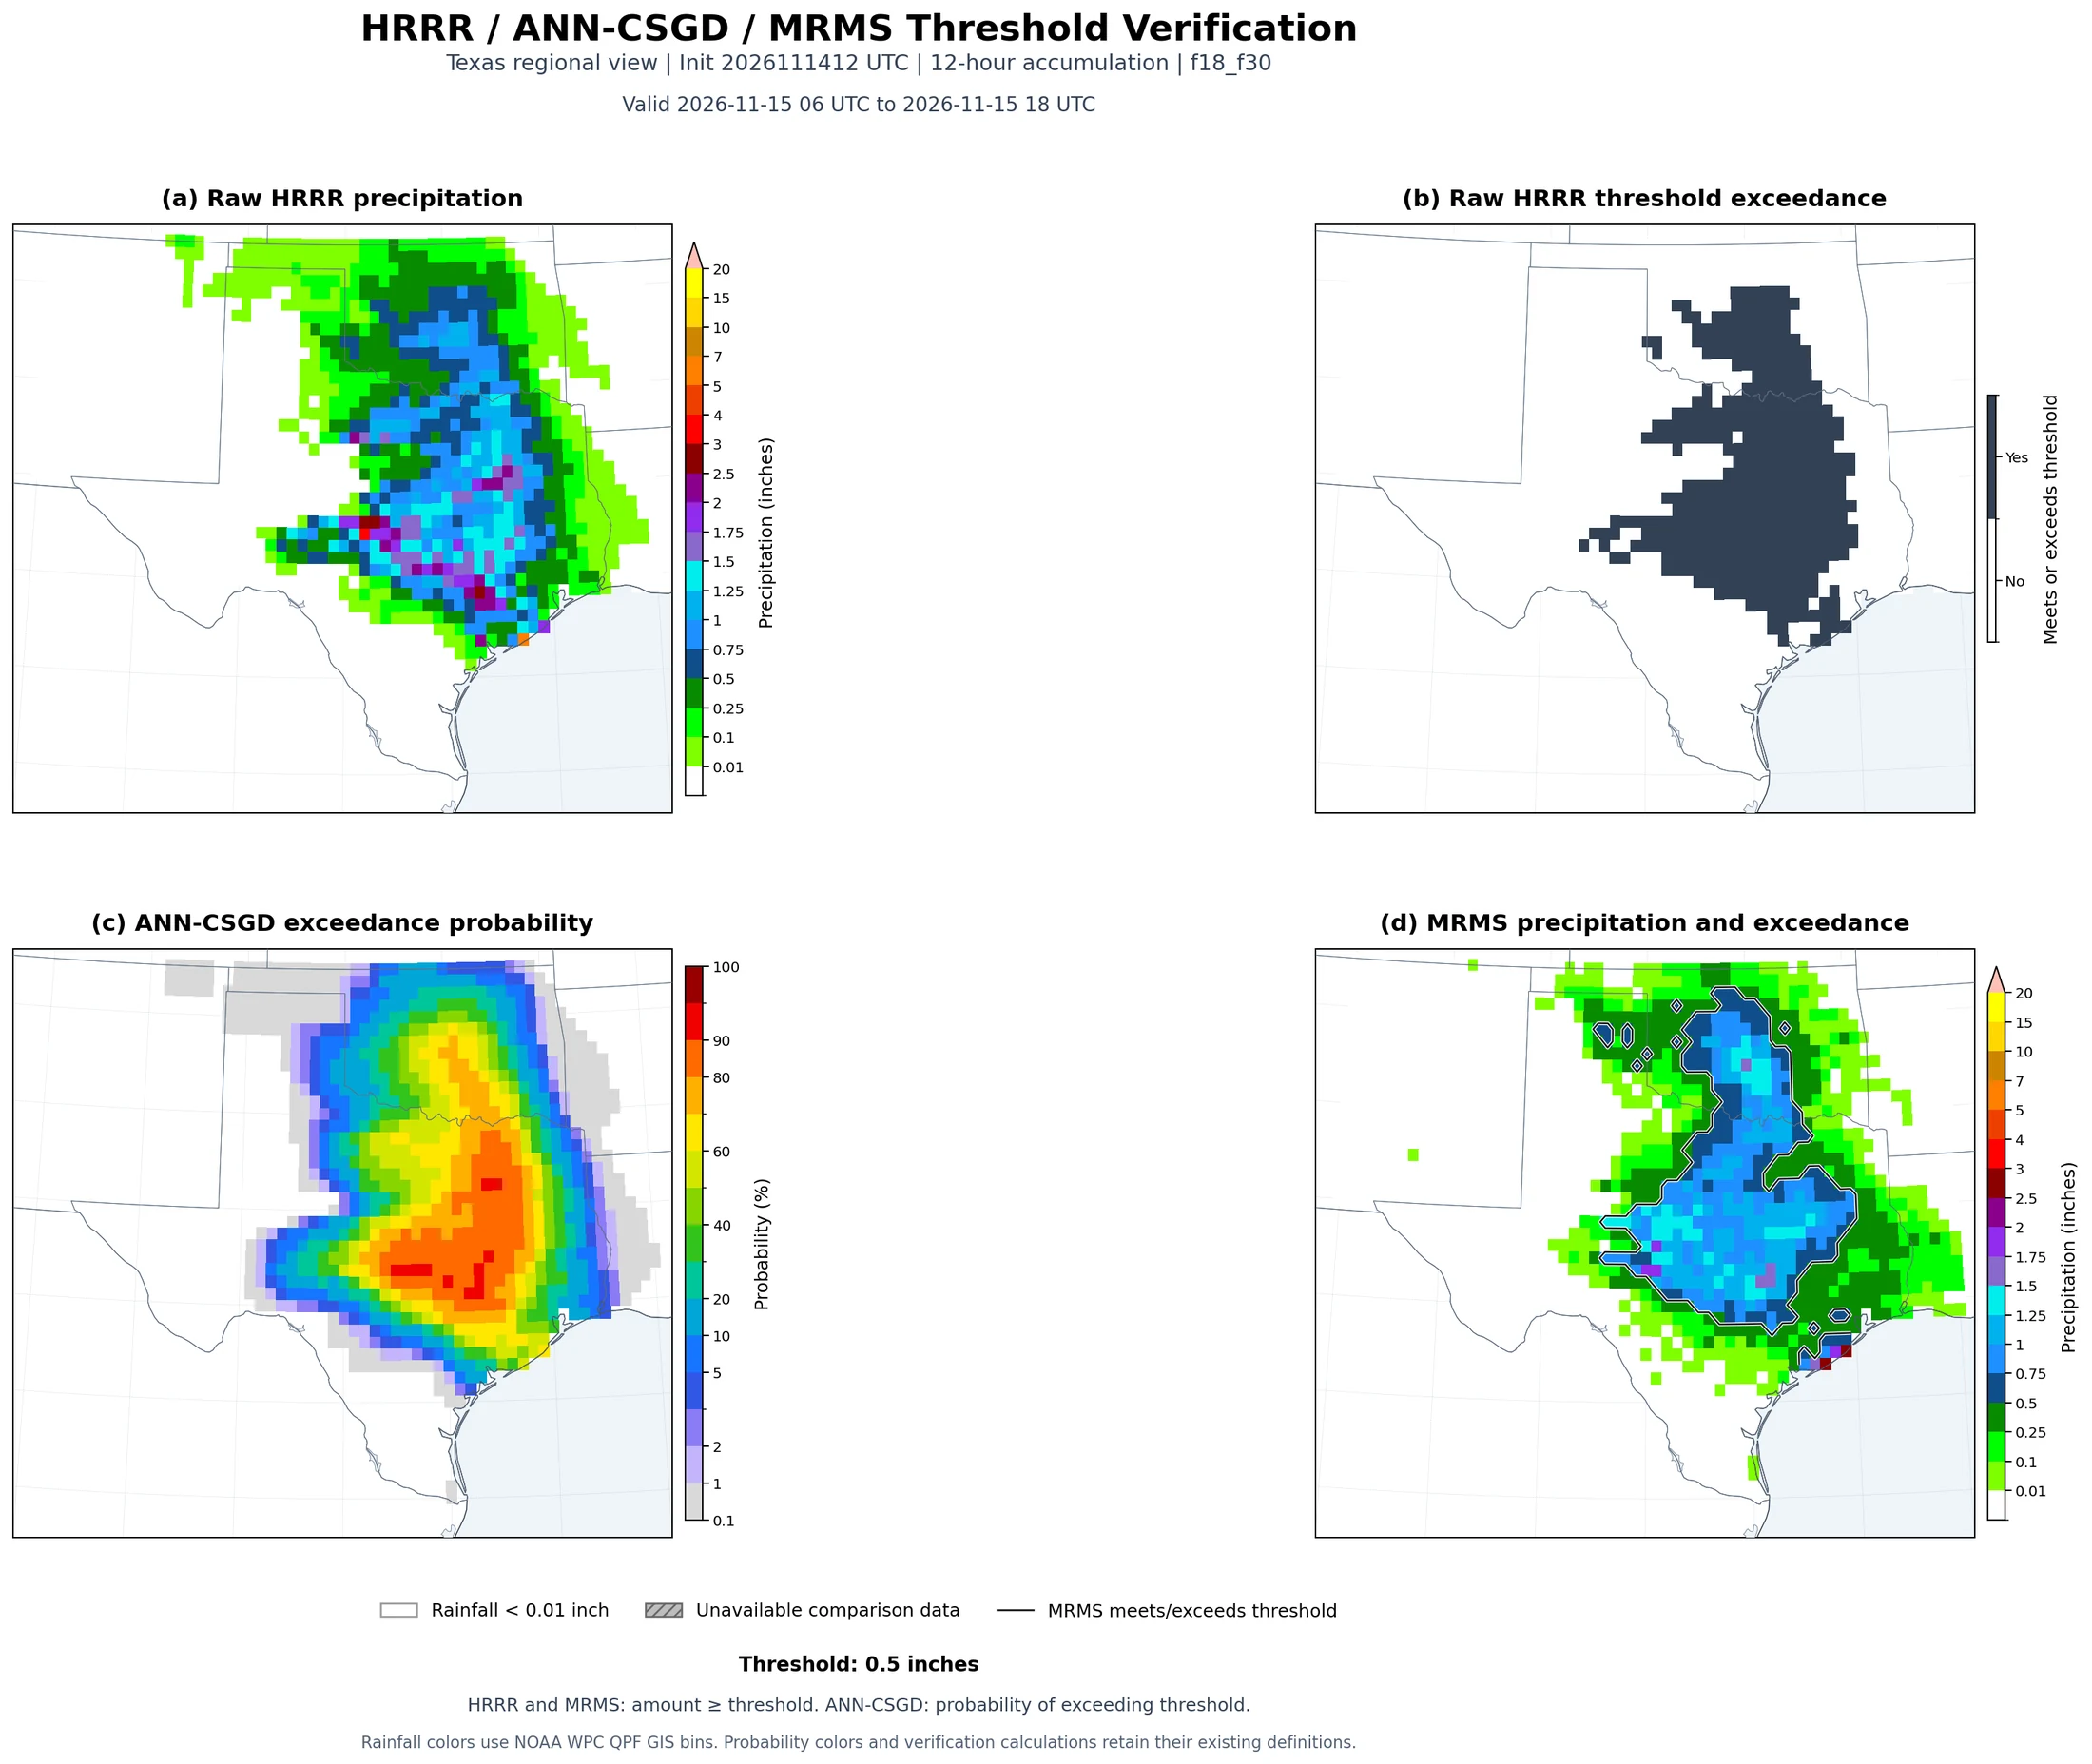 HRRR / ANN-CSGD / MRMS Threshold Verification
Texas regional view | Init 2026111412 UTC | 12-hour accumulation | f18_f30
Valid 2026-11-15 06 UTC to 2026-11-15 18 UTC
(a) Raw HRRR precipitation
20
15
10
7
5
4
3
2.5
2
1.75
1.5
1.25
1
0.75
0.5
0.25
0.1
0.01
Precipitation (inches)
(b) Raw HRRR threshold exceedance
Yes
No
Meets or exceeds threshold
(c) ANN-CSGD exceedance probability
100
90
80
60
40
20
10
5
2
1
0.1
Probability (%)
(d) MRMS precipitation and exceedance
20
15
10
7
5
4
3
2.5
2
1.75
1.5
1.25
1
0.75
0.5
0.25
0.1
0.01
Precipitation (inches)
Rainfall < 0.01 inch
Unavailable comparison data
MRMS meets/exceeds threshold
Threshold: 0.5 inches
HRRR and MRMS: amount ≥ threshold. ANN-CSGD: probability of exceeding threshold.
Rainfall colors use NOAA WPC QPF GIS bins. Probability colors and verification calculations retain their existing definitions.